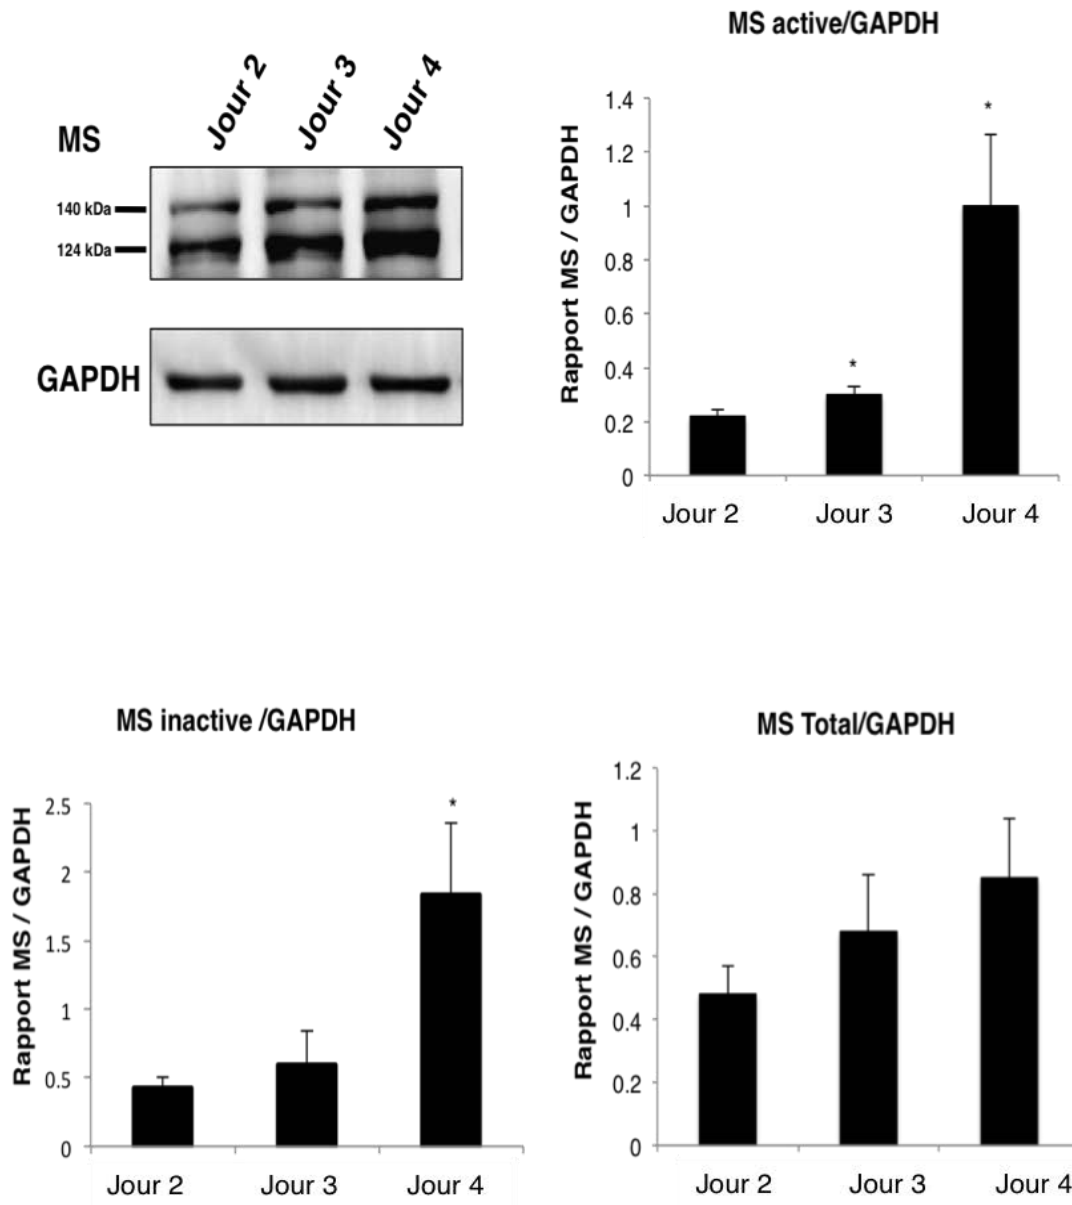 MS
Jour 2
Jour 3
Jour 4
140 kDa
124 kDa
GAPDH
MS active/GAPDH
Rapport MS / GAPDH
1.4
1.2
1
0.8
0.6
0.4
0.2
0
*
*
Jour 2
Jour 3
Jour 4
MS inactive /GAPDH
Rapport MS / GAPDH
2.5
2
1.5
1
0.5
0
*
Jour 2
Jour 3
Jour 4
MS Total/GAPDH
Rapport MS / GAPDH
1.2
1
0.8
0.6
0.4
0.2
0
Jour 2
Jour 3
Jour 4